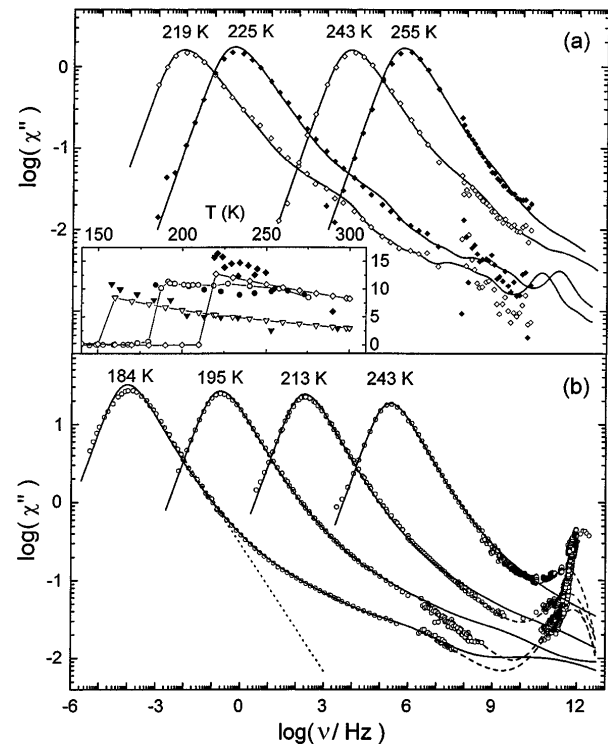 219 K 225 K 243 K 255 K
(a)
0
-1
-2
log(χ'')
T (K)
150 200 250 300
15
10
5
0
184 K 195 K 213 K 243 K
(b)
1
0
-1
-2
log(χ'')
-6 -3 0 3 6 9 12
log(ν/ Hz)